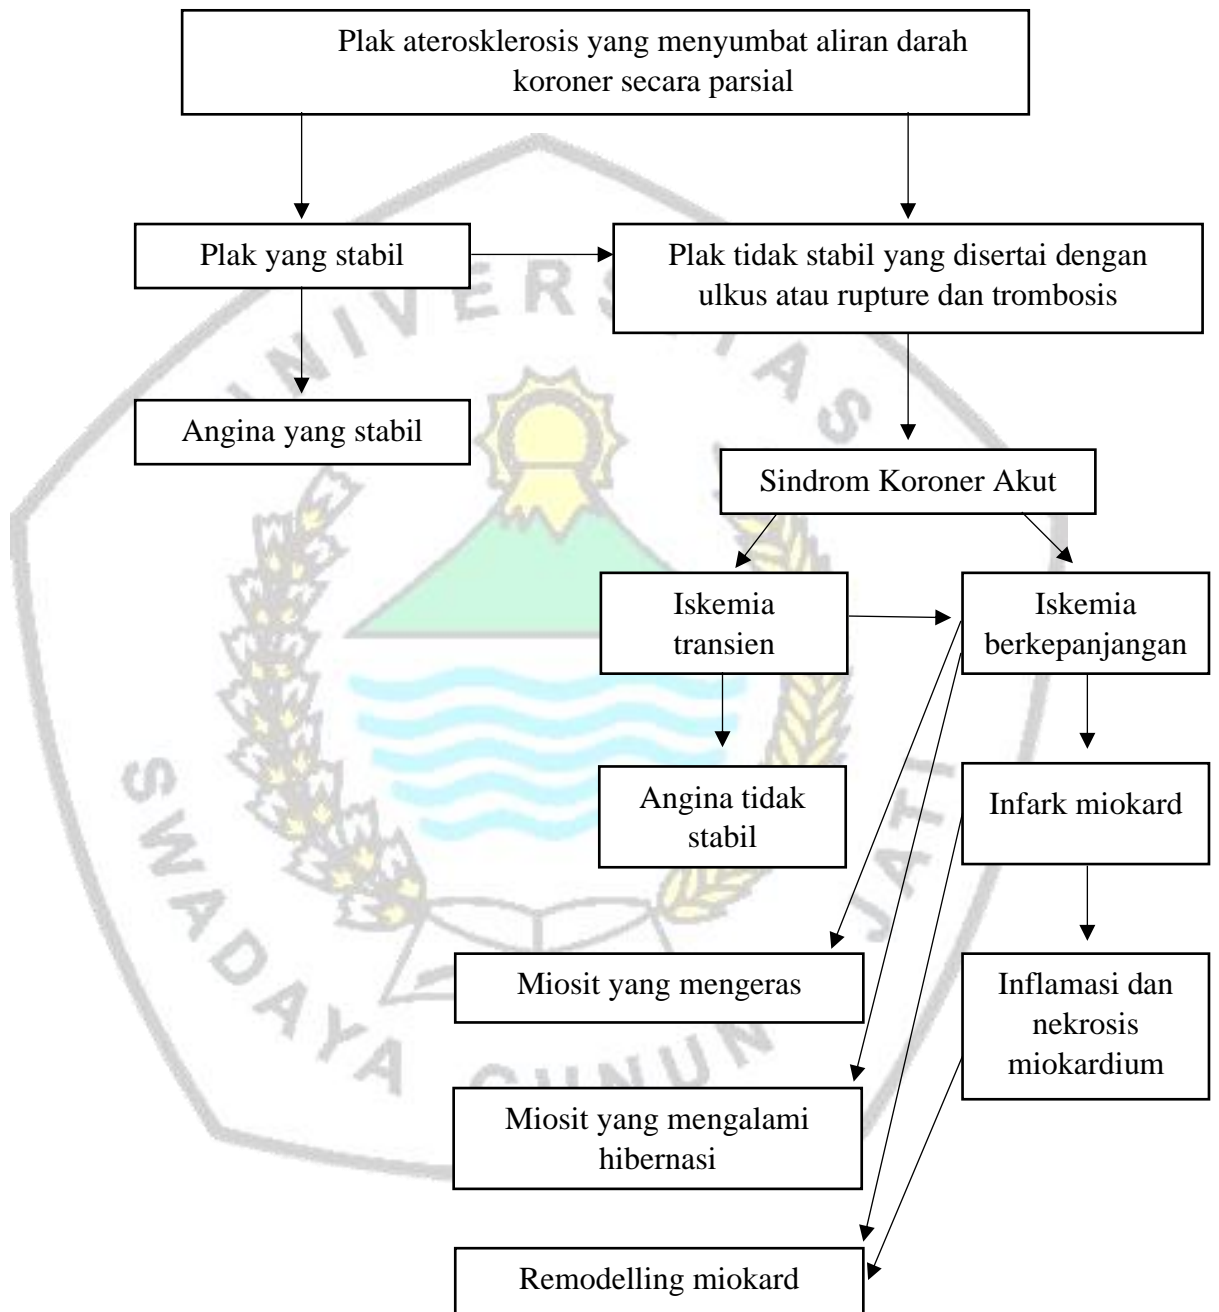 Plak aterosklerosis yang menyumbat aliran darah
koroner secara parsial
Plak yang stabil
Plak tidak stabil yang disertai dengan
ulkus atau rupture dan trombosis
Angina yang stabil
Sindrom Koroner Akut
Iskemia
transien
Iskemia
berkepanjangan
Angina tidak
stabil
Infark miokard
Miosit yang mengeras
Inflamasi dan
nekrosis
miokardium
Miosit yang mengalami
hibernasi
Remodelling miokard
SWADAYA
JATI